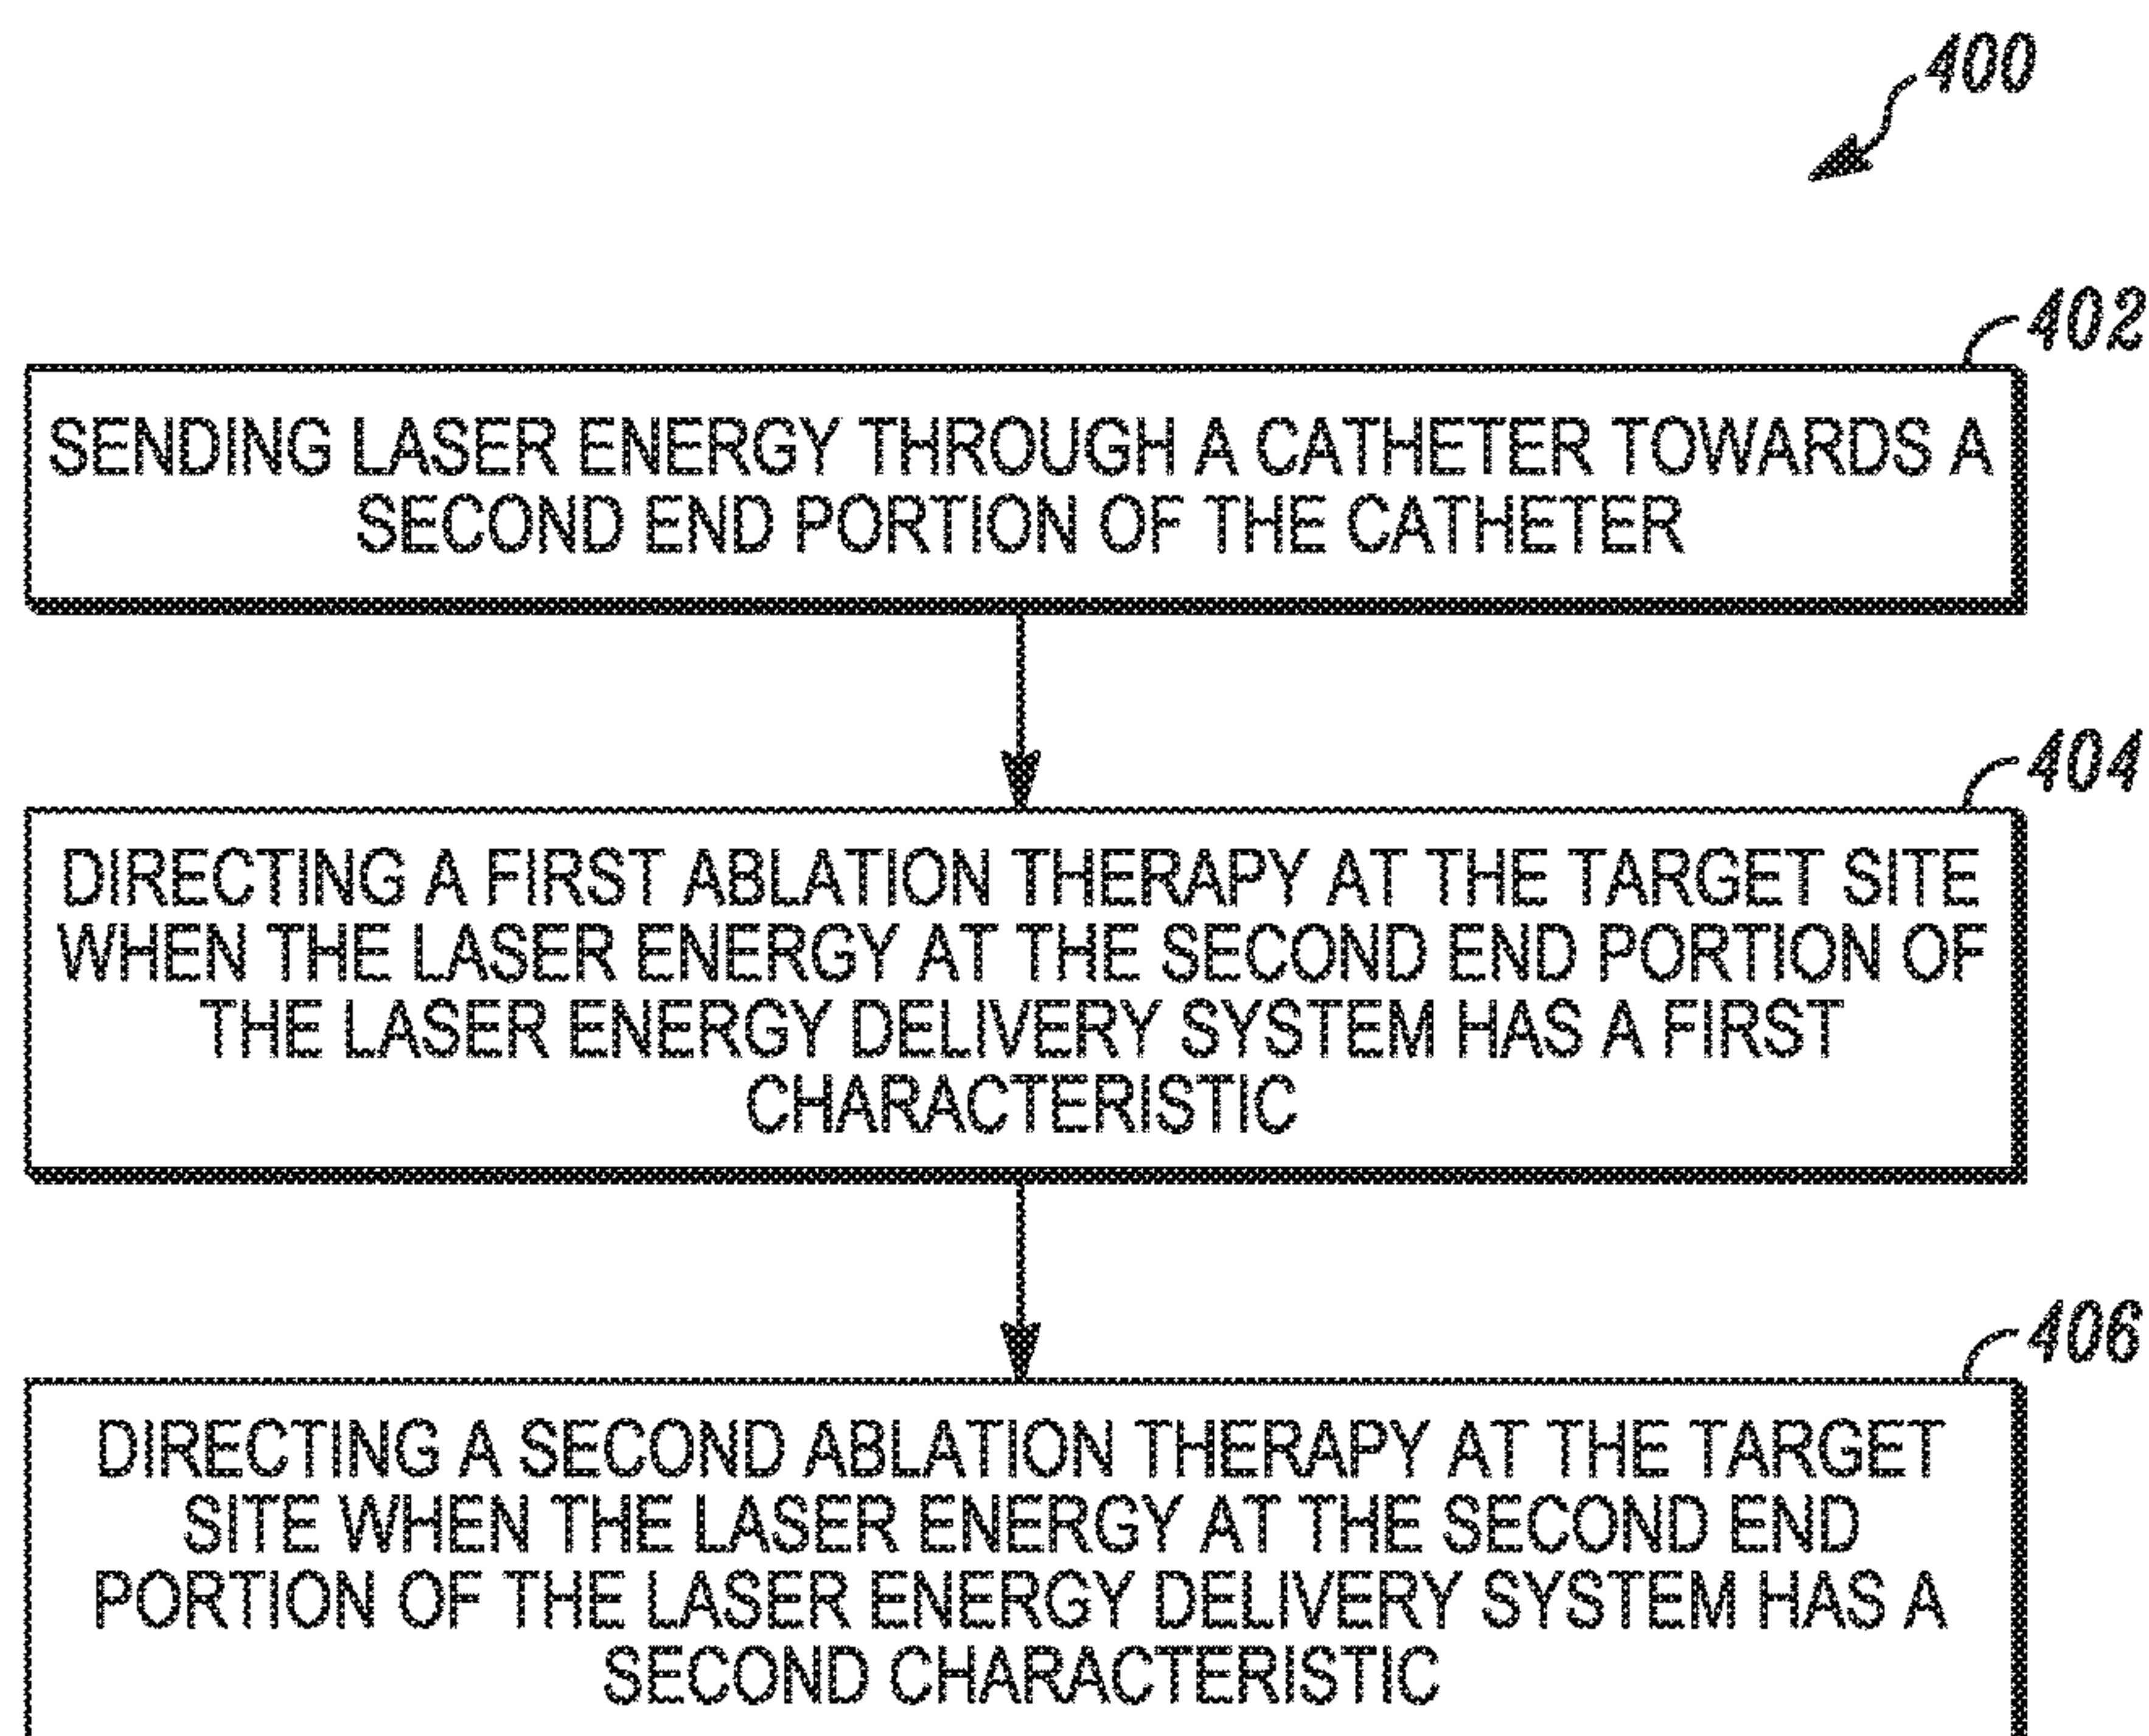 400
402
SENDING LASER ENERGY THROUGH A CATHETER TOWARDS A
SECOND END PORTION OF THE CATHETER
404
DIRECTING A FIRST ABLATION THERAPY AT THE TARGET SITE
WHEN THE LASER ENERGY AT THE SECOND END PORTION OF
THE LASER ENERGY DELIVERY SYSTEM HAS A FIRST
CHARACTERISTIC
406
DIRECTING A SECOND ABLATION THERAPY AT THE TARGET
SITE WHEN THE LASER ENERGY AT THE SECOND END
PORTION OF THE LASER ENERGY DELIVERY SYSTEM HAS A
SECOND CHARACTERISTIC